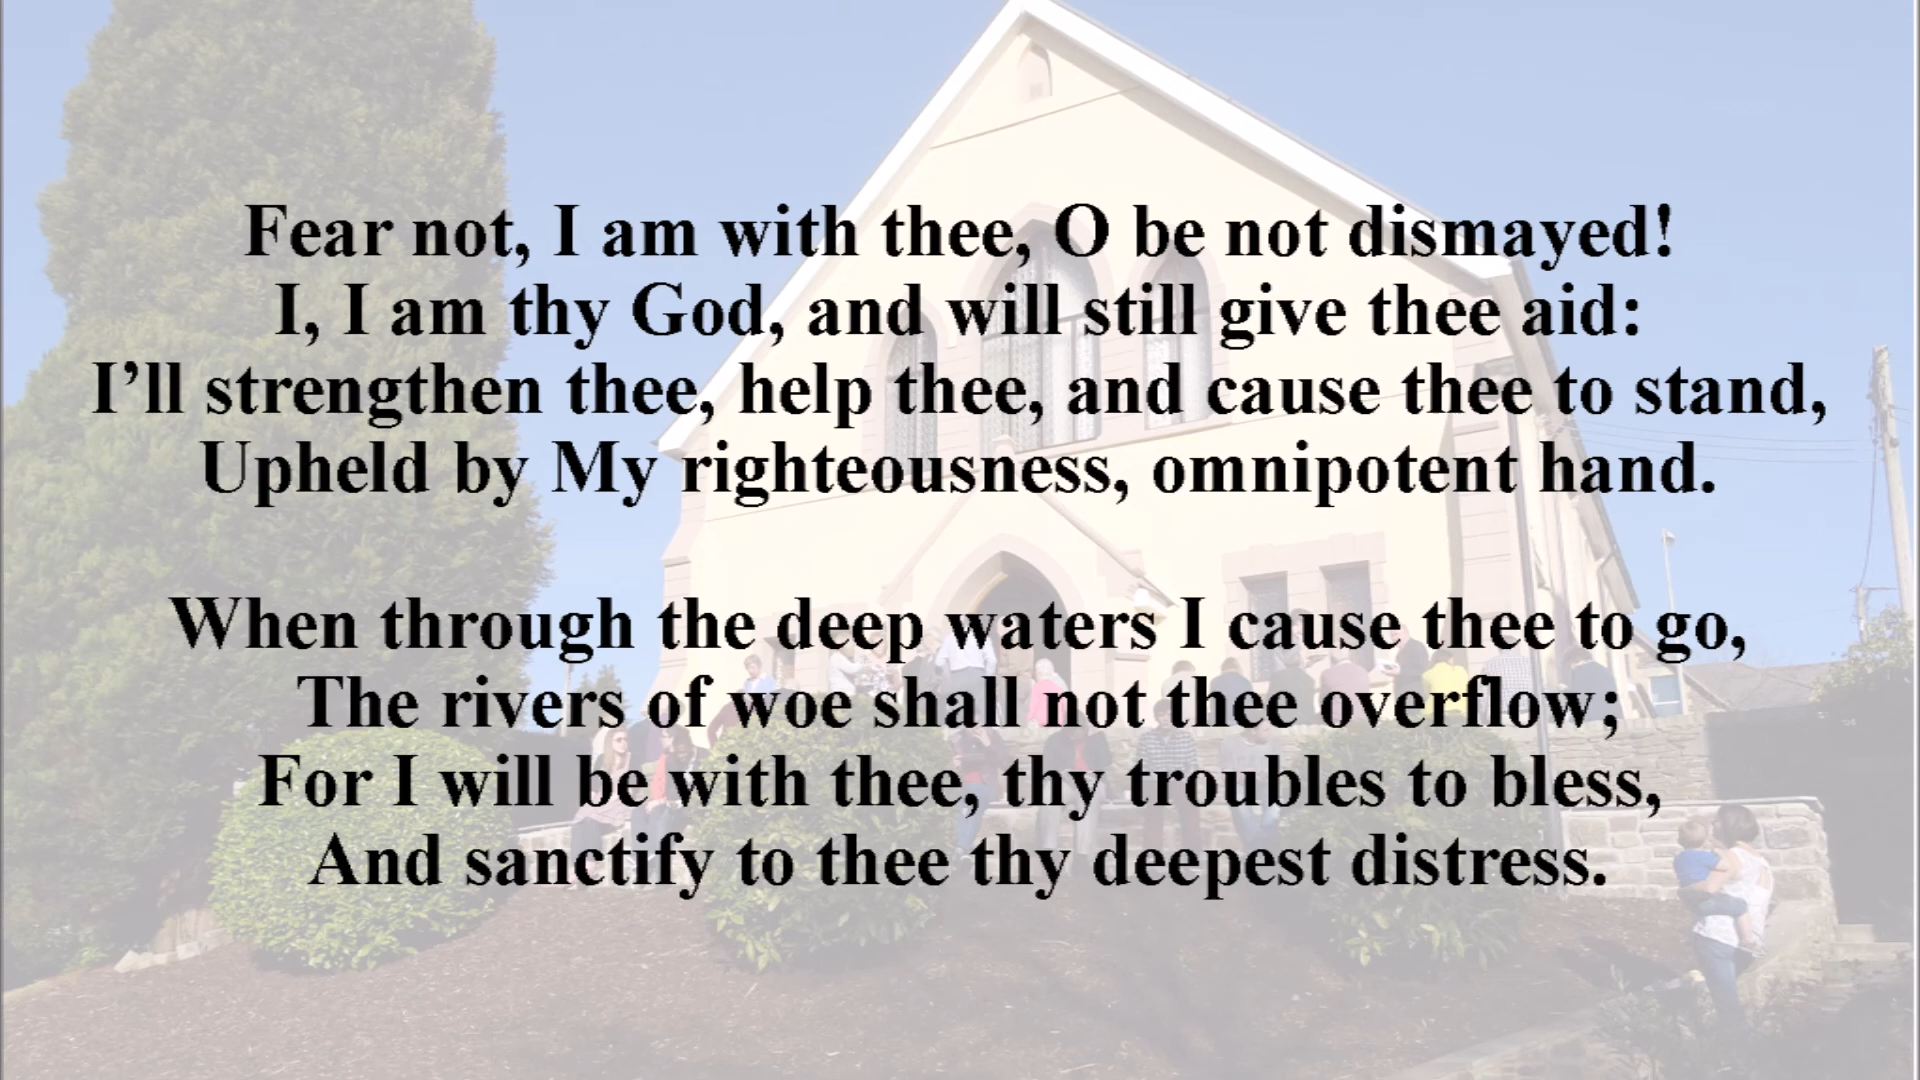 Fear not, I am with thee, O be not dismayed!
I, I am thy God, and will still give thee aid:
I’ll strengthen thee, help thee, and cause thee to stand,
Upheld by My righteousness, omnipotent hand.
When through the deep waters I cause thee to go,
The rivers of woe shall not thee overflow;
For I will be with thee, thy troubles to bless,
And sanctify to thee thy deepest distress.